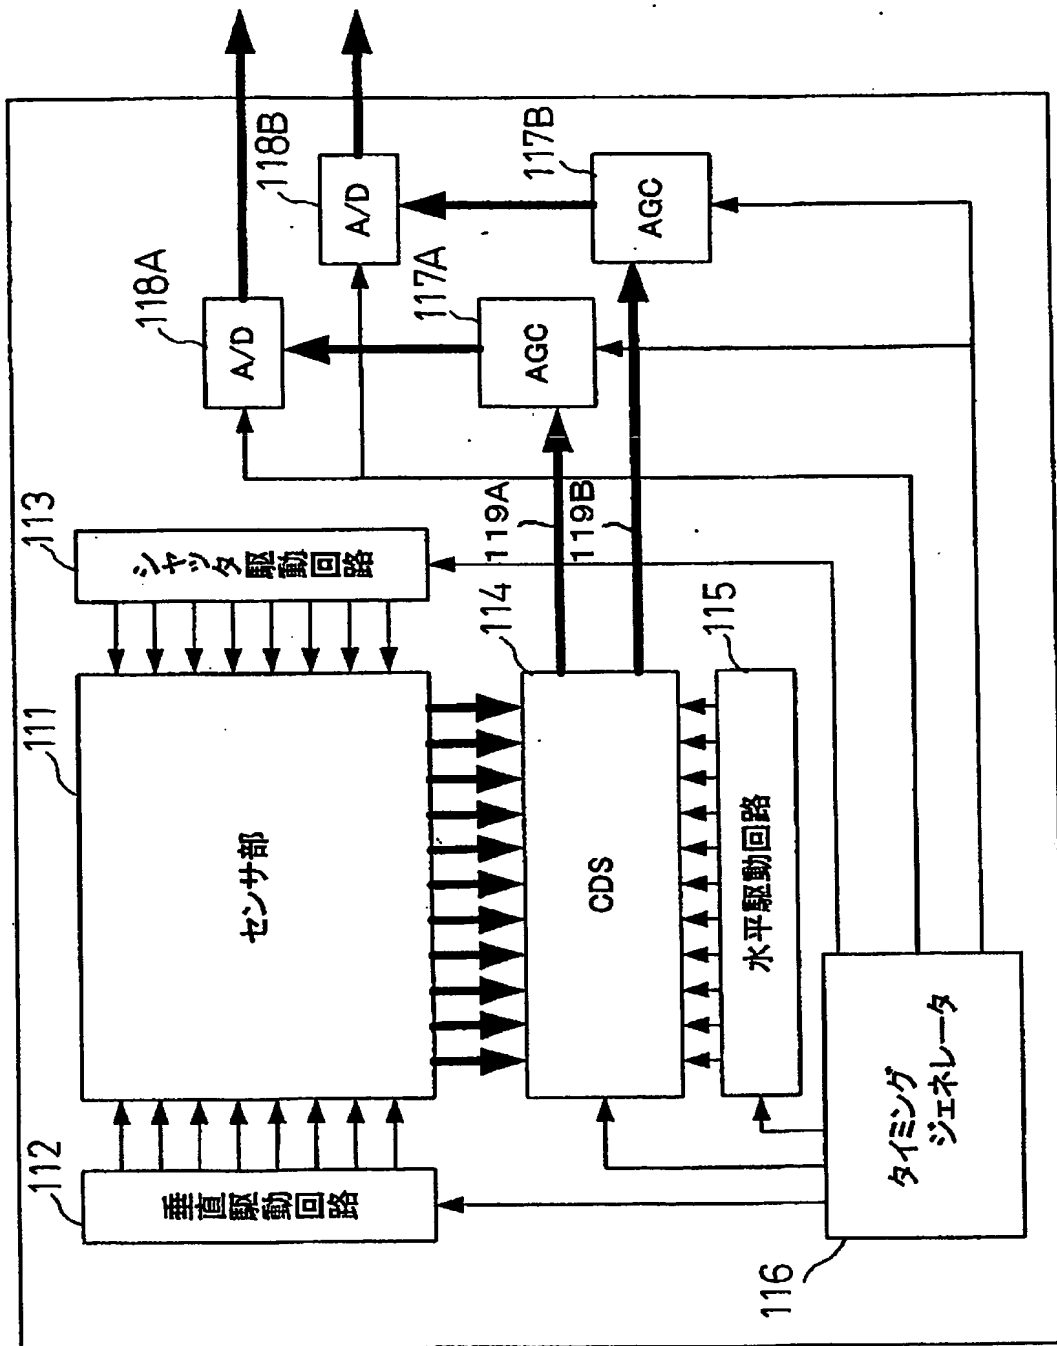 112
垂直駆動回路
111
センサ部
113
シャッタ駆動回路
114
CDS
115
水平駆動回路
116
タイミング
ジェネレータ
119A
119B
117A
AGC
117B
AGC
118A
A/D
118B
A/D